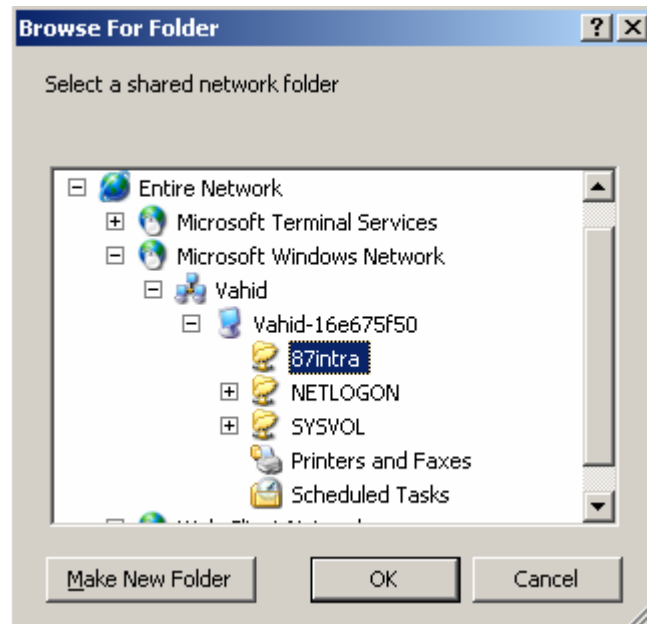 Browse For Folder
Select a shared network folder
Entire Network
Microsoft Terminal Services
Microsoft Windows Network
Vahid
Vahid-16e675f50
87intra
NETLOGON
SYSVOL
Printers and Faxes
Scheduled Tasks
Make New Folder OK Cancel